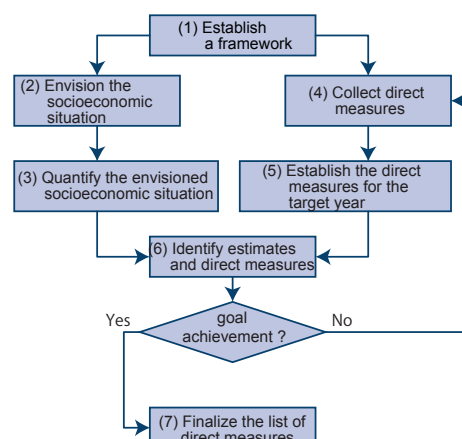 (1) Establish
a framework
(2) Envision the
socioeconomic
situation
(4) Collect direct
measures
(3) Quantify the envisioned
socioeconomic situation
(5) Establish the direct
measures for the
target year
(6) Identify estimates
and direct measures
goal
achievement ?
Yes
No
(7) Finalize the list of
direct measures